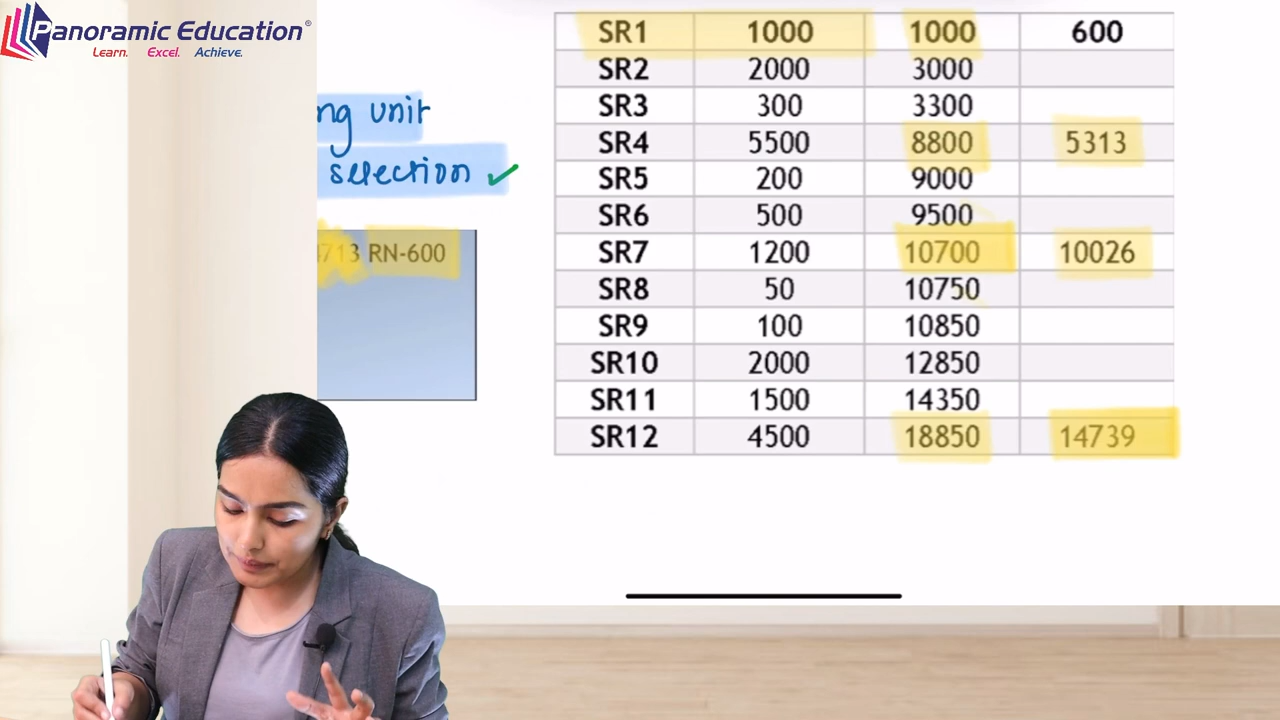 Panoramic Education®
Learn. Excel. Achieve.
ng unit
selection ✓
713 RN-600
SR1 1000 1000 600
SR2 2000 3000
SR3 300 3300
SR4 5500 8800 5313
SR5 200 9000
SR6 500 9500
SR7 1200 10700 10026
SR8 50 10750
SR9 100 10850
SR10 2000 12850
SR11 1500 14350
SR12 4500 18850 14739